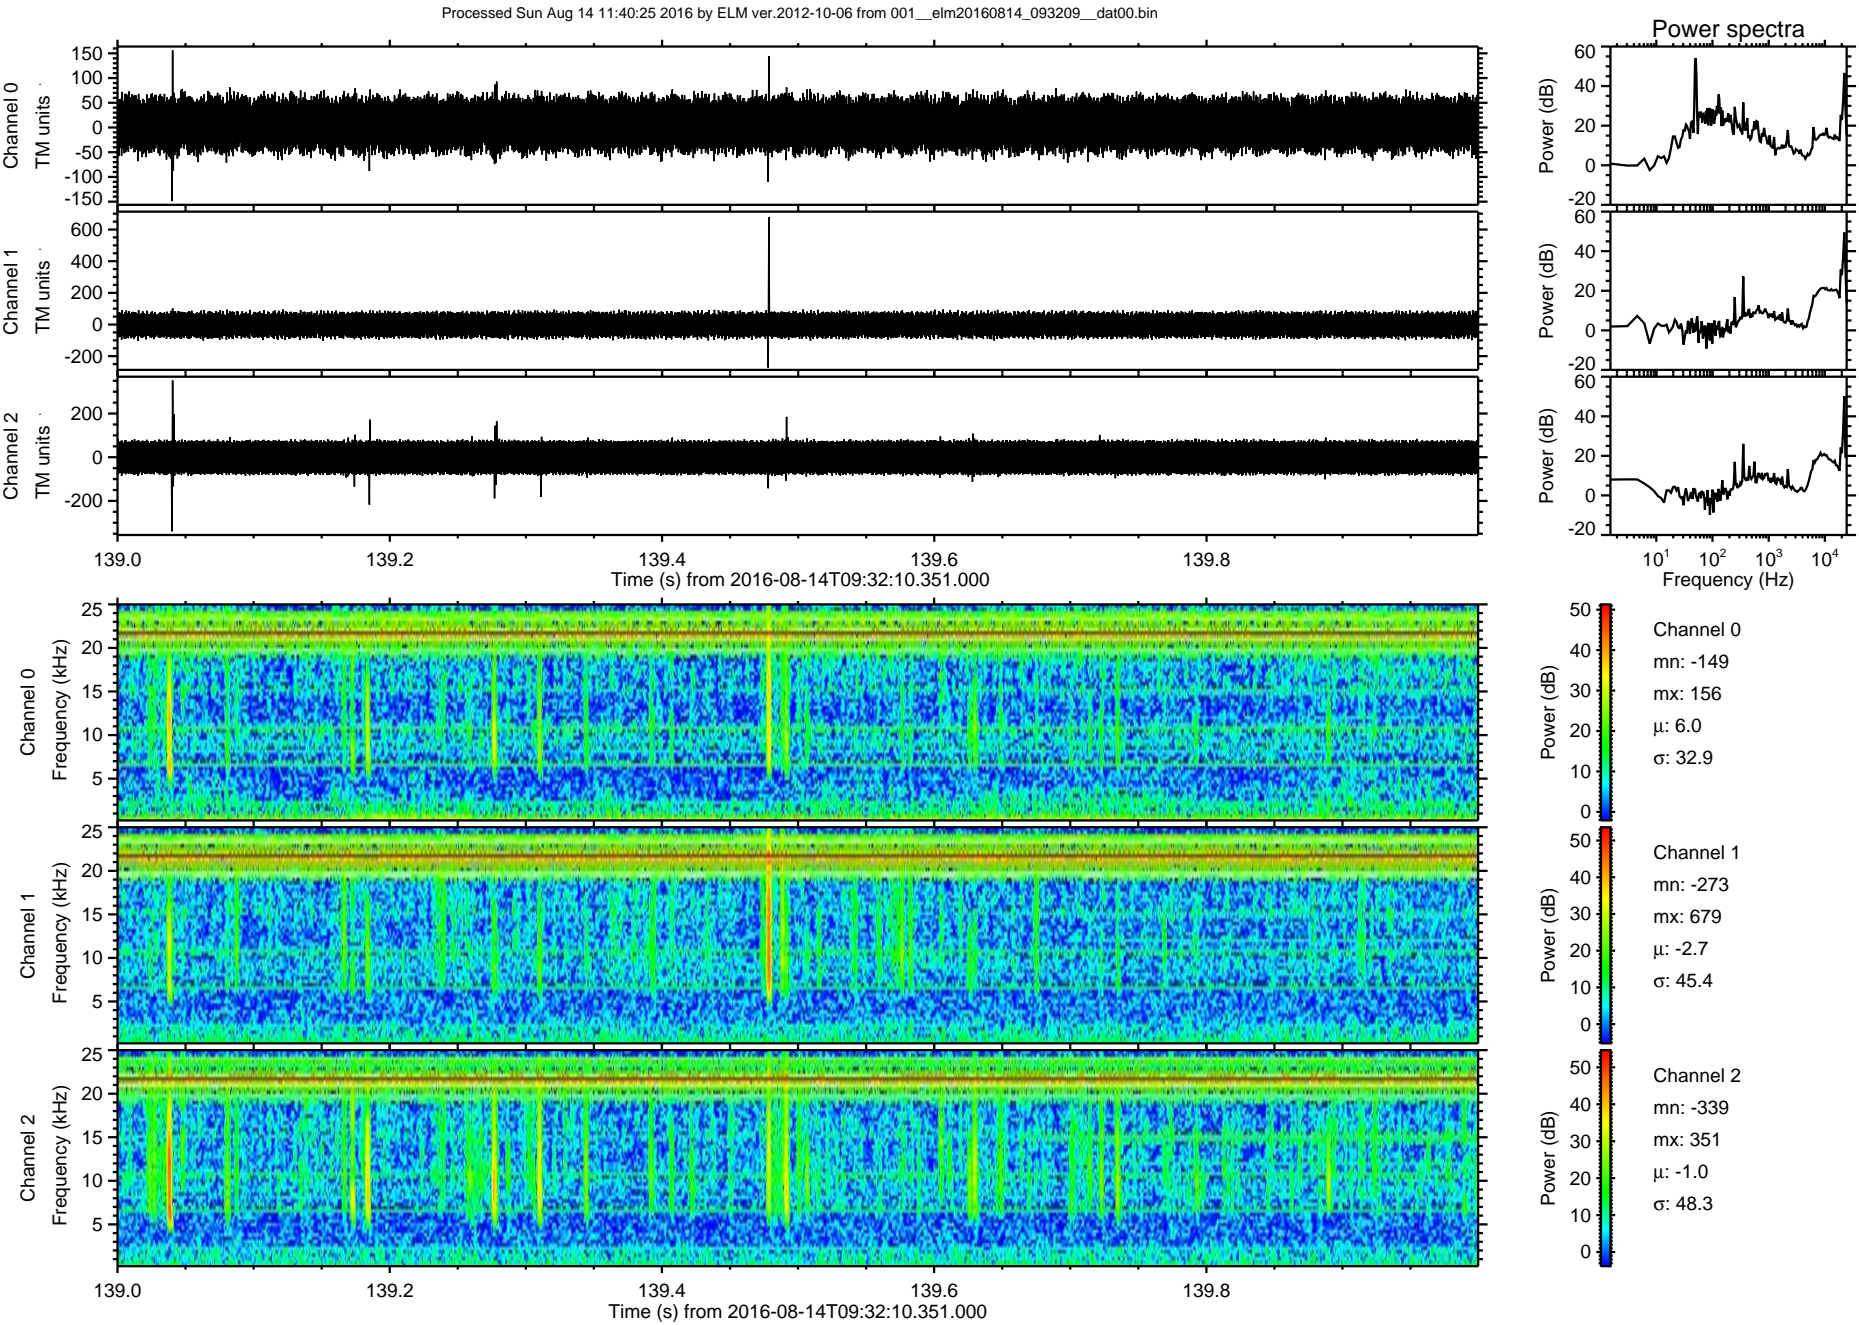 Processed Sun Aug 14 11:40:25 2016 by ELM ver.2012-10-06 from 001__elm20160814_093209__dat00.bin
Power spectra
Channel 0
TM units
150
100
50
0
-50
-100
-150
Power (dB)
60
40
20
0
-20
Channel 1
TM units
600
400
200
0
-200
Power (dB)
60
40
20
0
-20
Channel 2
TM units
200
0
-200
Power (dB)
60
40
20
0
-20
139.0 139.2 139.4 139.6 139.8
Time (s) from 2016-08-14T09:32:10.351.000
10¹ 10² 10³ 10⁴
Frequency (Hz)
Channel 0
Frequency (kHz)
25
20
15
10
5
Power (dB)
50
40
30
20
10
0
Channel 0
mn: -149
mx: 156
μ: 6.0
σ: 32.9
Channel 1
Frequency (kHz)
25
20
15
10
5
Power (dB)
50
40
30
20
10
0
Channel 1
mn: -273
mx: 679
μ: -2.7
σ: 45.4
Channel 2
Frequency (kHz)
25
20
15
10
5
Power (dB)
50
40
30
20
10
0
Channel 2
mn: -339
mx: 351
μ: -1.0
σ: 48.3
139.0 139.2 139.4 139.6 139.8
Time (s) from 2016-08-14T09:32:10.351.000